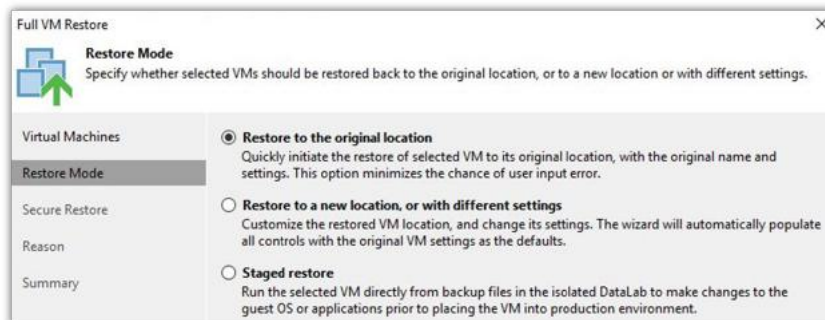 Full VM Restore
Restore Mode
Specify whether selected VMs should be restored back to the original location, or to a new location or with different settings.
Virtual Machines
Restore Mode
Secure Restore
Reason
Summary
Restore to the original location
Quickly initiate the restore of selected VM to its original location, with the original name and
settings. This option minimizes the chance of user input error.
Restore to a new location, or with different settings
Customize the restored VM location, and change its settings. The wizard will automatically populate
all controls with the original VM settings as the defaults.
Staged restore
Run the selected VM directly from backup files in the isolated DataLab to make changes to the
guest OS or applications prior to placing the VM into production environment.